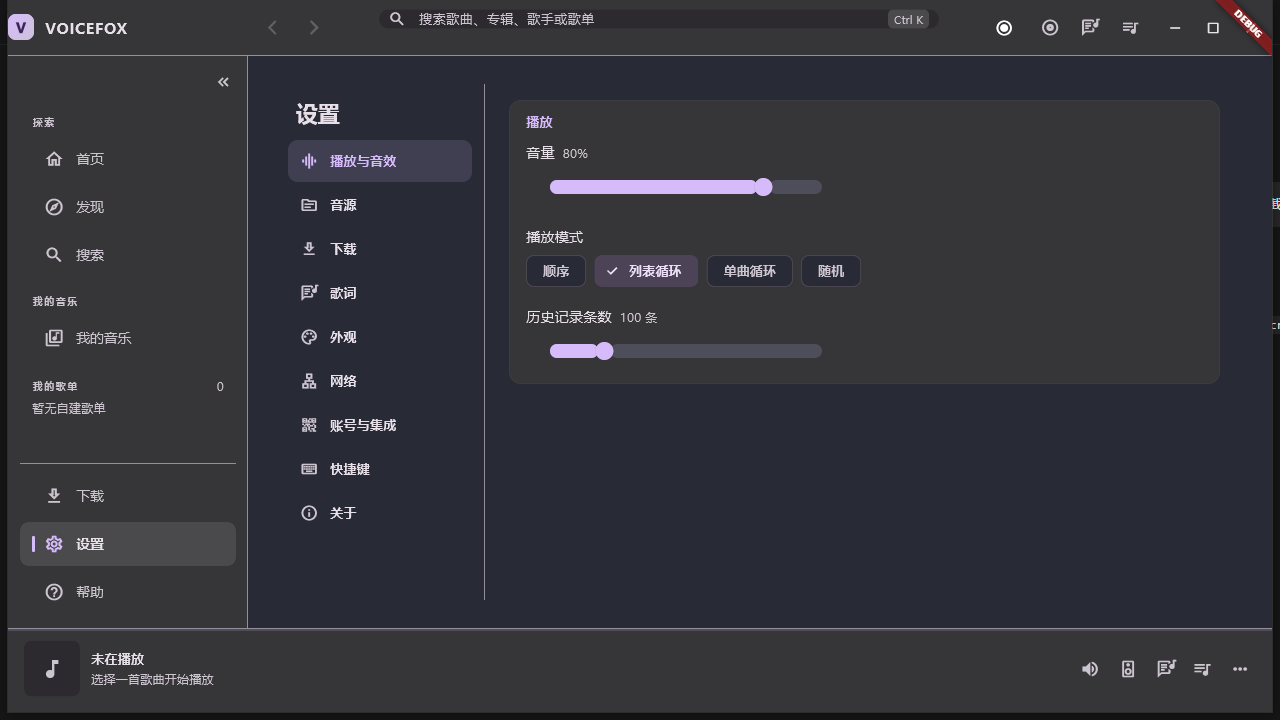 V VOICEFOX
搜索歌曲、专辑、歌手或歌单
Ctrl K
DEBUG
探索
首页
发现
搜索
我的音乐
我的音乐
我的歌单 0
暂无自建歌单
下载
设置
帮助
设置
播放与音效
音源
下载
歌词
外观
网络
账号与集成
快捷键
关于
播放
音量 80%
播放模式
顺序
列表循环
单曲循环
随机
历史记录条数 100 条
未在播放
选择一首歌曲开始播放